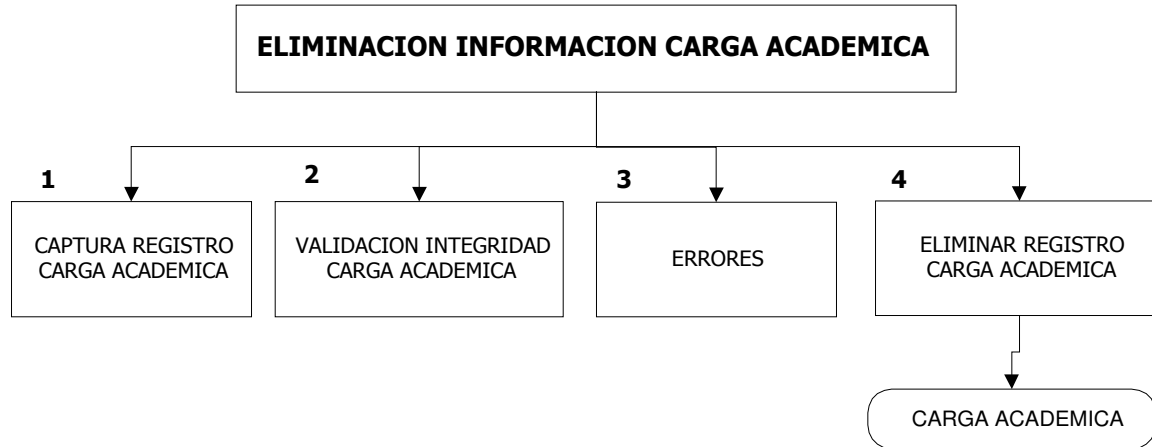 ELIMINACION INFORMACION CARGA ACADEMICA
1
2
3
4
CAPTURA REGISTRO
CARGA ACADEMICA
VALIDACION INTEGRIDAD
CARGA ACADEMICA
ERRORES
ELIMINAR REGISTRO
CARGA ACADEMICA
CARGA ACADEMICA